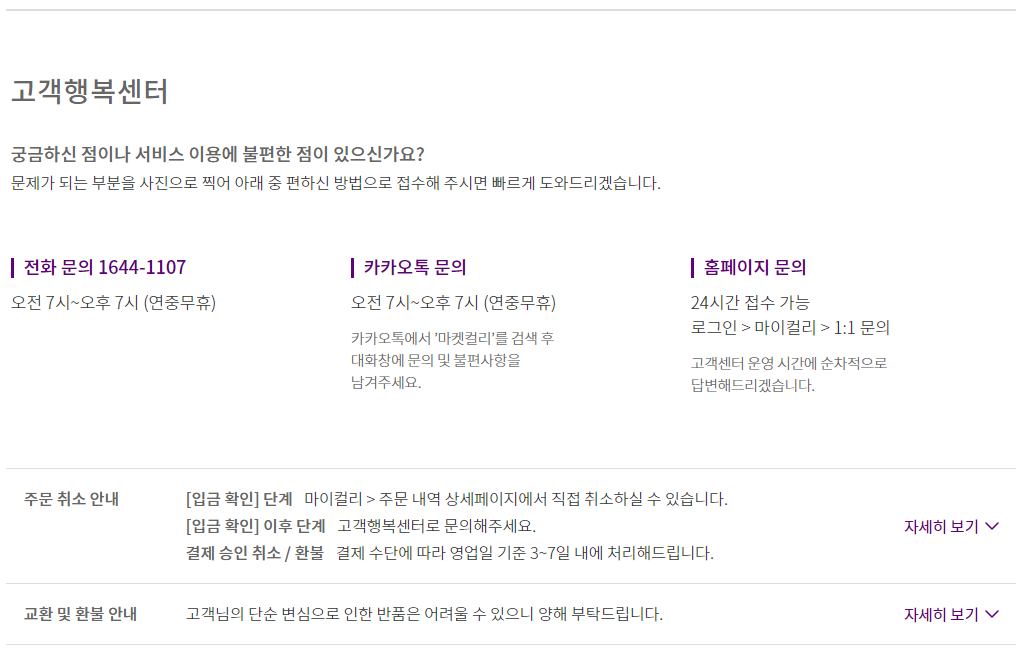 고객행복센터
궁금하신 점이나 서비스 이용에 불편한 점이 있으신가요?
문제가 되는 부분을 사진으로 찍어 아래 중 편하신 방법으로 접수해 주시면 빠르게 도와드리겠습니다.
전화 문의 1644-1107
오전 7시~오후 7시 (연중무휴)
카카오톡 문의
오전 7시~오후 7시 (연중무휴)
카카오톡에서 '마켓컬리'를 검색 후
대화창에 문의 및 불편사항을
남겨주세요.
홈페이지 문의
24시간 접수 가능
로그인 > 마이컬리 > 1:1 문의
고객센터 운영 시간에 순차적으로
답변해드리겠습니다.
주문 취소 안내
[입금 확인] 단계 마이컬리 > 주문 내역 상세페이지에서 직접 취소하실 수 있습니다.
[입금 확인] 이후 단계 고객행복센터로 문의해주세요.
결제 승인 취소 / 환불 결제 수단에 따라 영업일 기준 3~7일 내에 처리해드립니다.
자세히 보기
교환 및 환불 안내 고객님의 단순 변심으로 인한 반품은 어려울 수 있으니 양해 부탁드립니다. 자세히 보기